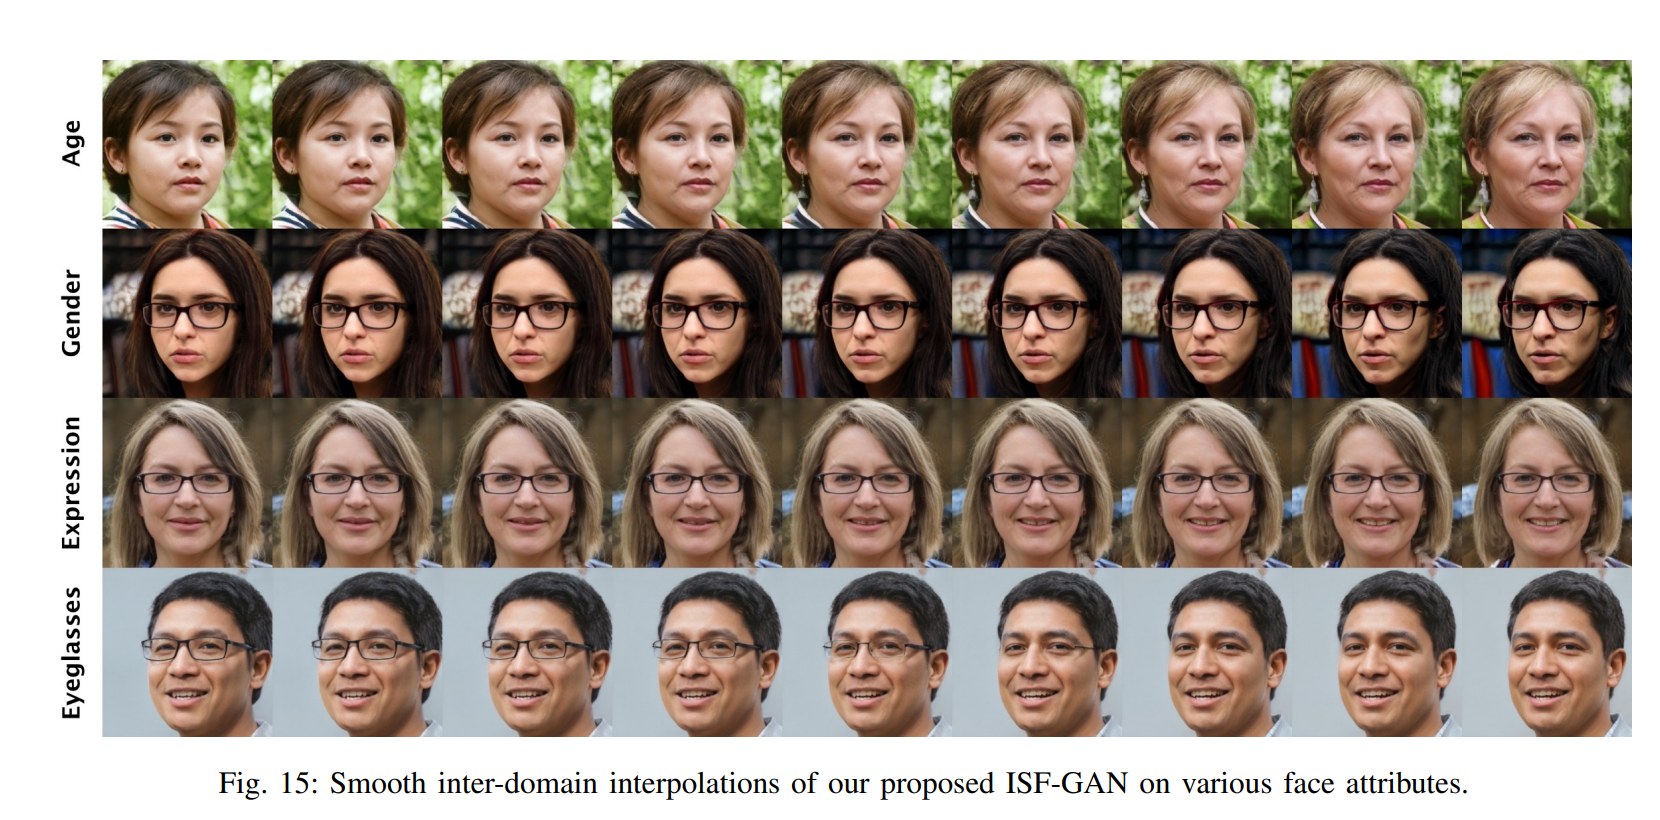 Age
Gender
Expression
Eyeglasses
Fig. 15: Smooth inter-domain interpolations of our proposed ISF-GAN on various face attributes.